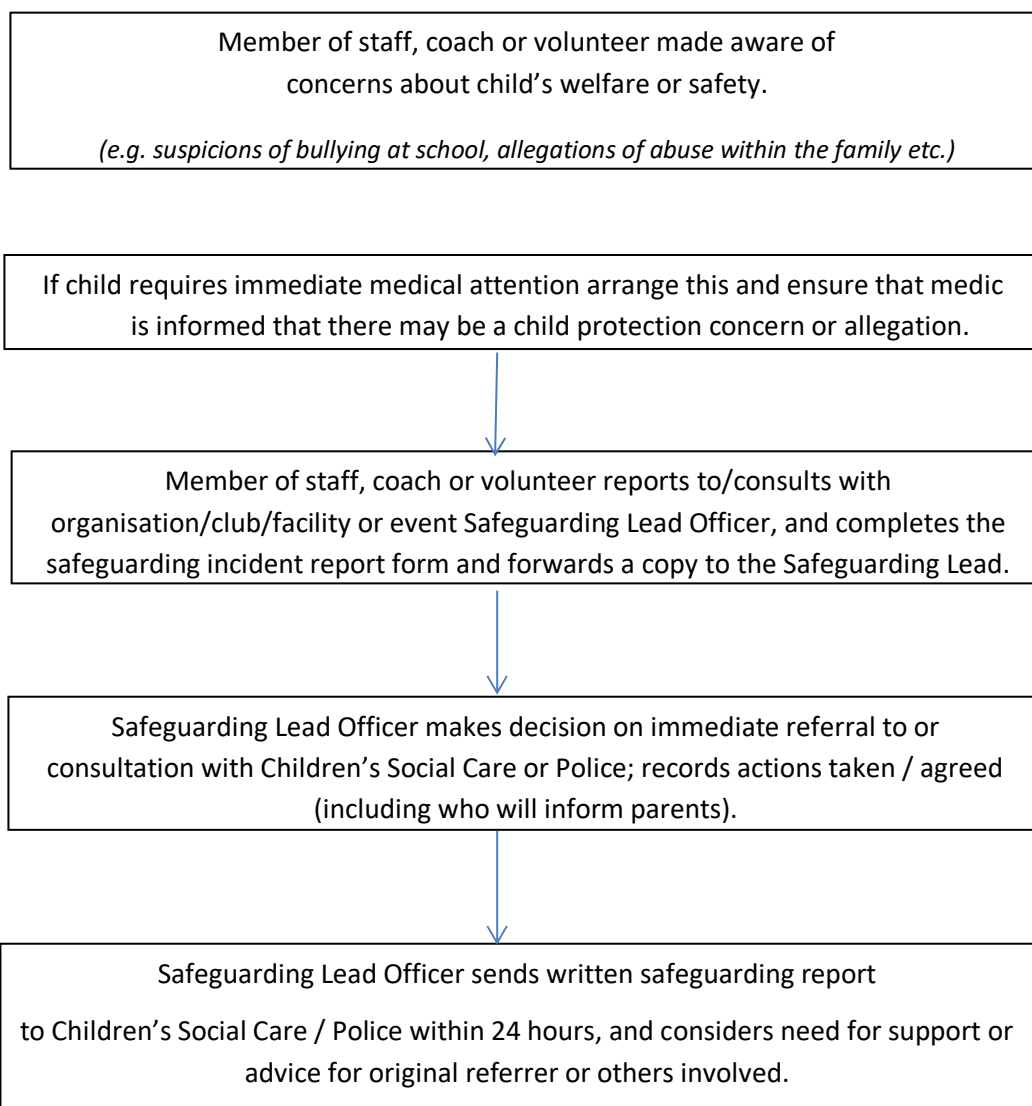 Member of staff, coach or volunteer made aware of
concerns about child’s welfare or safety.
(e.g. suspicions of bullying at school, allegations of abuse within the family etc.)
If child requires immediate medical attention arrange this and ensure that medic
is informed that there may be a child protection concern or allegation.
Member of staff, coach or volunteer reports to/consults with
organisation/club/facility or event Safeguarding Lead Officer, and completes the
safeguarding incident report form and forwards a copy to the Safeguarding Lead.
Safeguarding Lead Officer makes decision on immediate referral to or
consultation with Children’s Social Care or Police; records actions taken / agreed
(including who will inform parents).
Safeguarding Lead Officer sends written safeguarding report
to Children’s Social Care / Police within 24 hours, and considers need for support or
advice for original referrer or others involved.